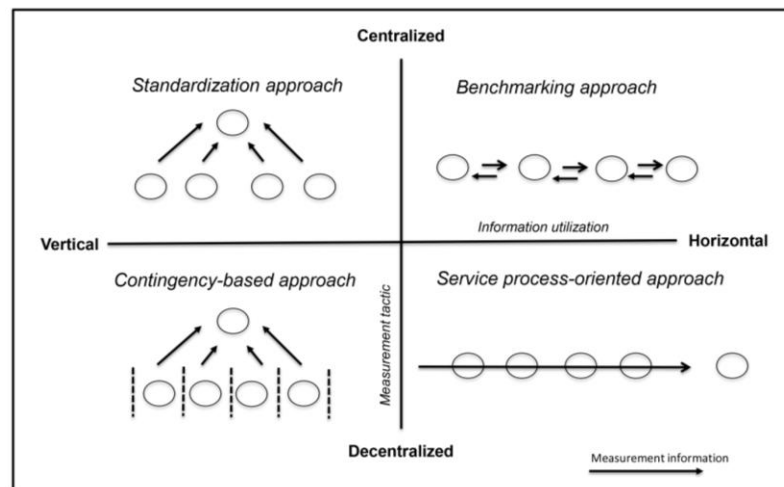 Centralized
Standardization approach
Benchmarking approach
Information utilization
Vertical
Horizontal
Contingency-based approach
Service process-oriented approach
Measurement tactic
Decentralized
Measurement information